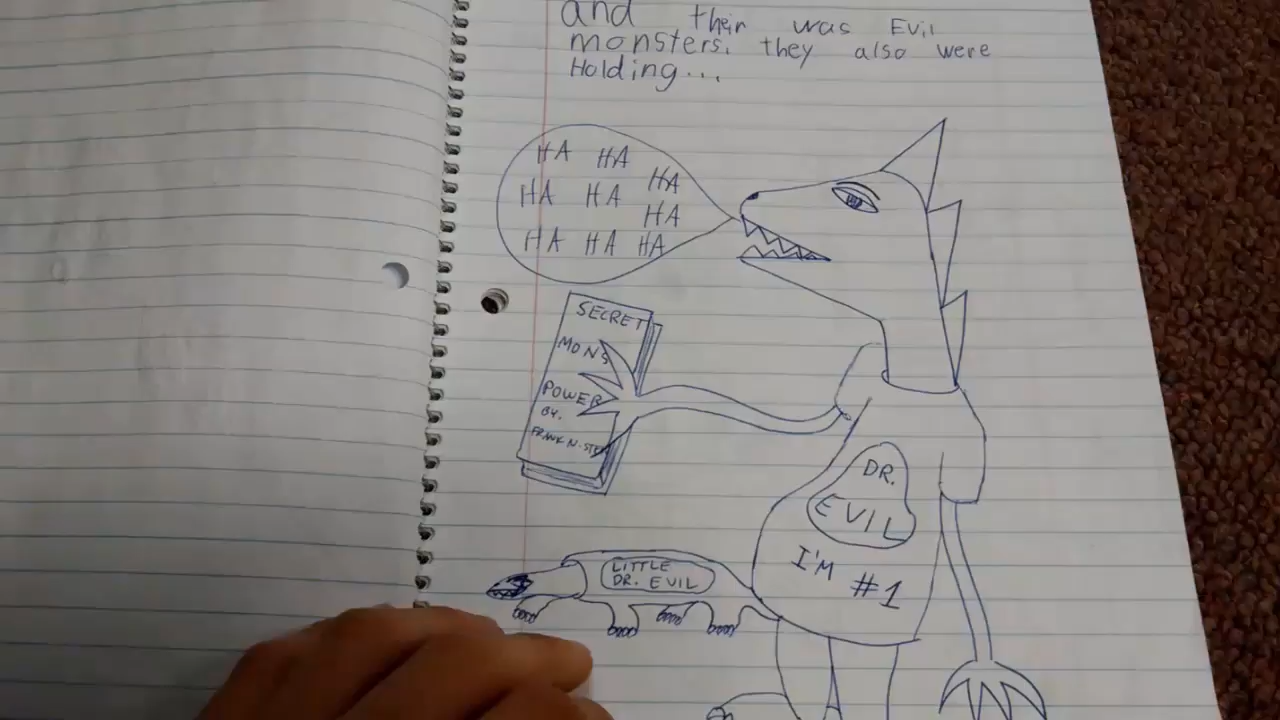 and their was Evil
monsters. they also were
Holding...
HA HA
HA
HA HA
HA
HA HA HA
SECRET
MONS
POWER
BY.
FRANK N.
DR.
EVIL
I'M #1
LITTLE
DR. EVIL